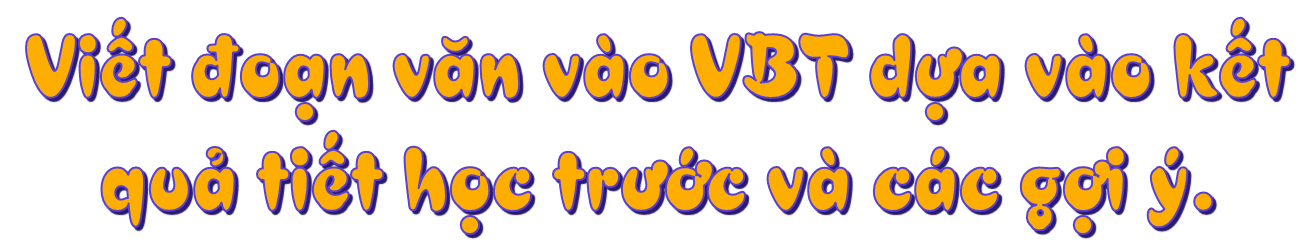 Viết đoạn văn vào VBT dựa vào kết
quả tiết học trước và các gợi ý.